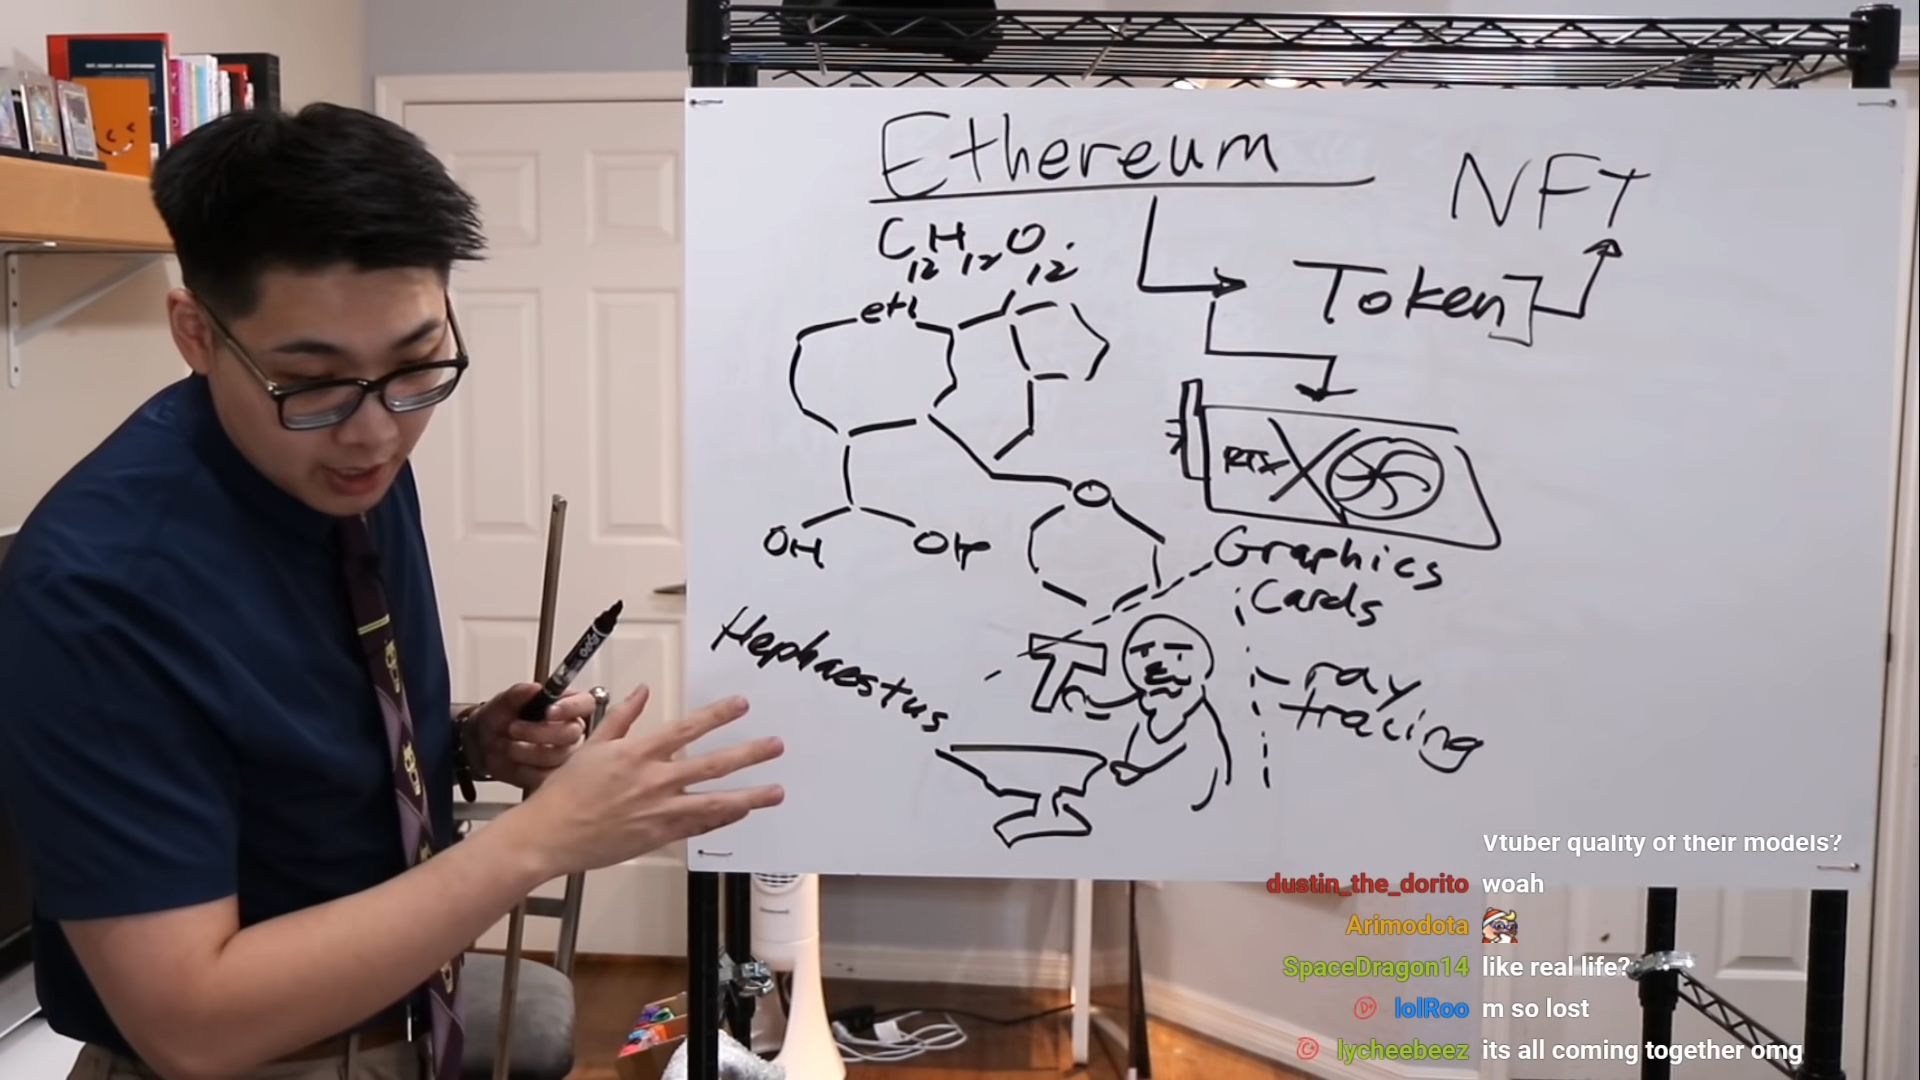 Ethereum
NFT
C12H12O12
Token
eth
RTX
OH
OH
Graphics
Cards
Hephaestus
ray
tracing
Vtuber quality of their models?
dustin_the_dorito woah
Arimodota
SpaceDragon14 like real life?
lolRoo m so lost
lycheebeez its all coming together omg